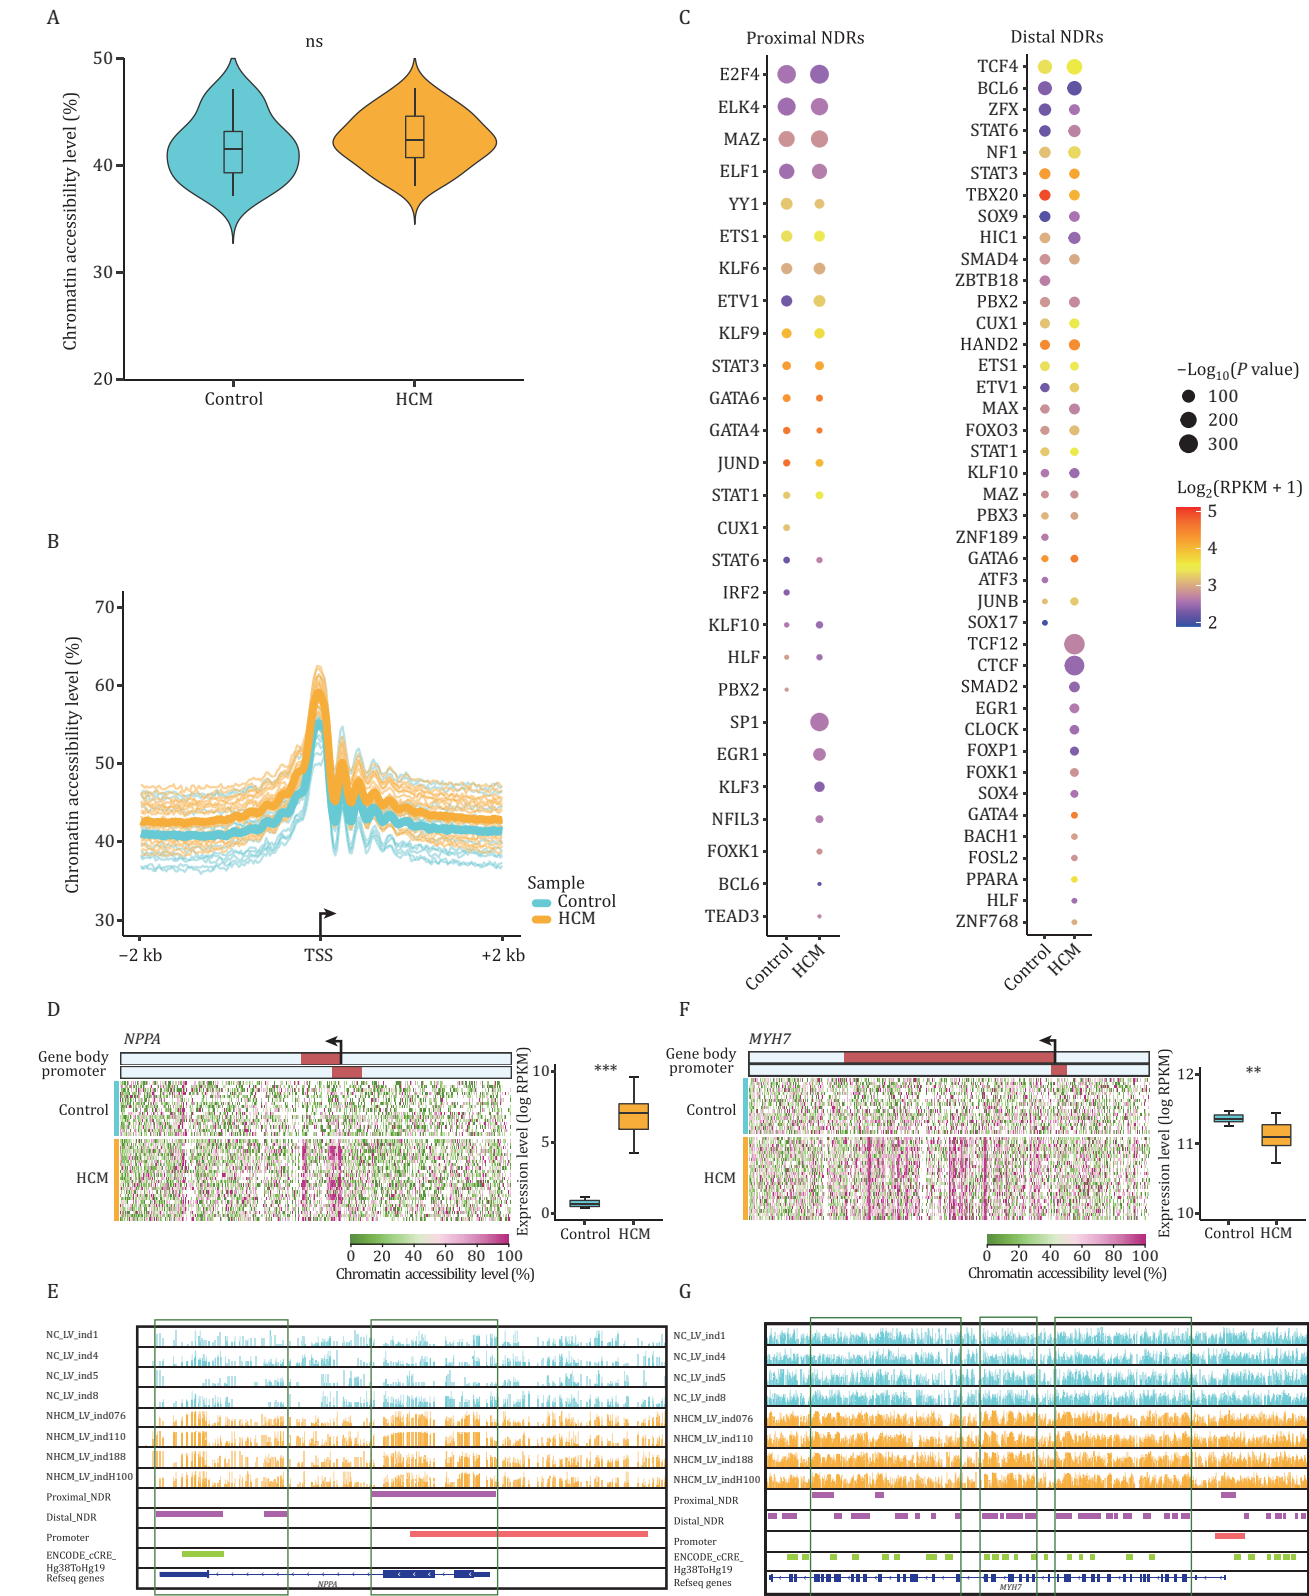 A
ns
Chromatin accessibility level (%)
50
40
30
20
Control
HCM
B
Chromatin accessibility level (%)
70
60
50
40
30
−2 kb
TSS
+2 kb
Sample
Control
HCM
C
Proximal NDRs
E2F4
ELK4
MAZ
ELF1
YY1
ETS1
KLF6
ETV1
KLF9
STAT3
GATA6
GATA4
JUND
STAT1
CUX1
STAT6
IRF2
KLF10
HLF
PBX2
SP1
EGR1
KLF3
NFIL3
FOXK1
BCL6
TEAD3
Control
HCM
Distal NDRs
TCF4
BCL6
ZFX
STAT6
NF1
STAT3
TBX20
SOX9
HIC1
SMAD4
ZBTB18
PBX2
CUX1
HAND2
ETS1
ETV1
MAX
FOXO3
STAT1
KLF10
MAZ
PBX3
ZNF189
GATA6
ATF3
JUNB
SOX17
TCF12
CTCF
SMAD2
EGR1
CLOCK
FOXP1
FOXK1
SOX4
GATA4
BACH1
FOSL2
PPARA
HLF
ZNF768
Control
HCM
−Log10(P value)
100
200
300
Log2(RPKM + 1)
5
4
3
2
D
NPPA
Gene body
promoter
Control
HCM
0 20 40 60 80 100
Chromatin accessibility level (%)
Expression level (log RPKM)
10
5
0
***
Control HCM
F
MYH7
Gene body
promoter
Control
HCM
0 20 40 60 80 100
Chromatin accessibility level (%)
Expression level (log RPKM)
12
11
10
**
Control HCM
E
NC_LV_ind1
NC_LV_ind4
NC_LV_ind5
NC_LV_ind8
NHCM_LV_ind076
NHCM_LV_ind110
NHCM_LV_ind188
NHCM_LV_indH100
Proximal_NDR
Distal_NDR
Promoter
ENCODE_cCRE_
Hg38ToHg19
Refseq genes
NPPA
G
NC_LV_ind1
NC_LV_ind4
NC_LV_ind5
NC_LV_ind8
NHCM_LV_ind076
NHCM_LV_ind110
NHCM_LV_ind188
NHCM_LV_indH100
Proximal_NDR
Distal_NDR
Promoter
ENCODE_cCRE_
Hg38ToHg19
Refseq genes
MYH7